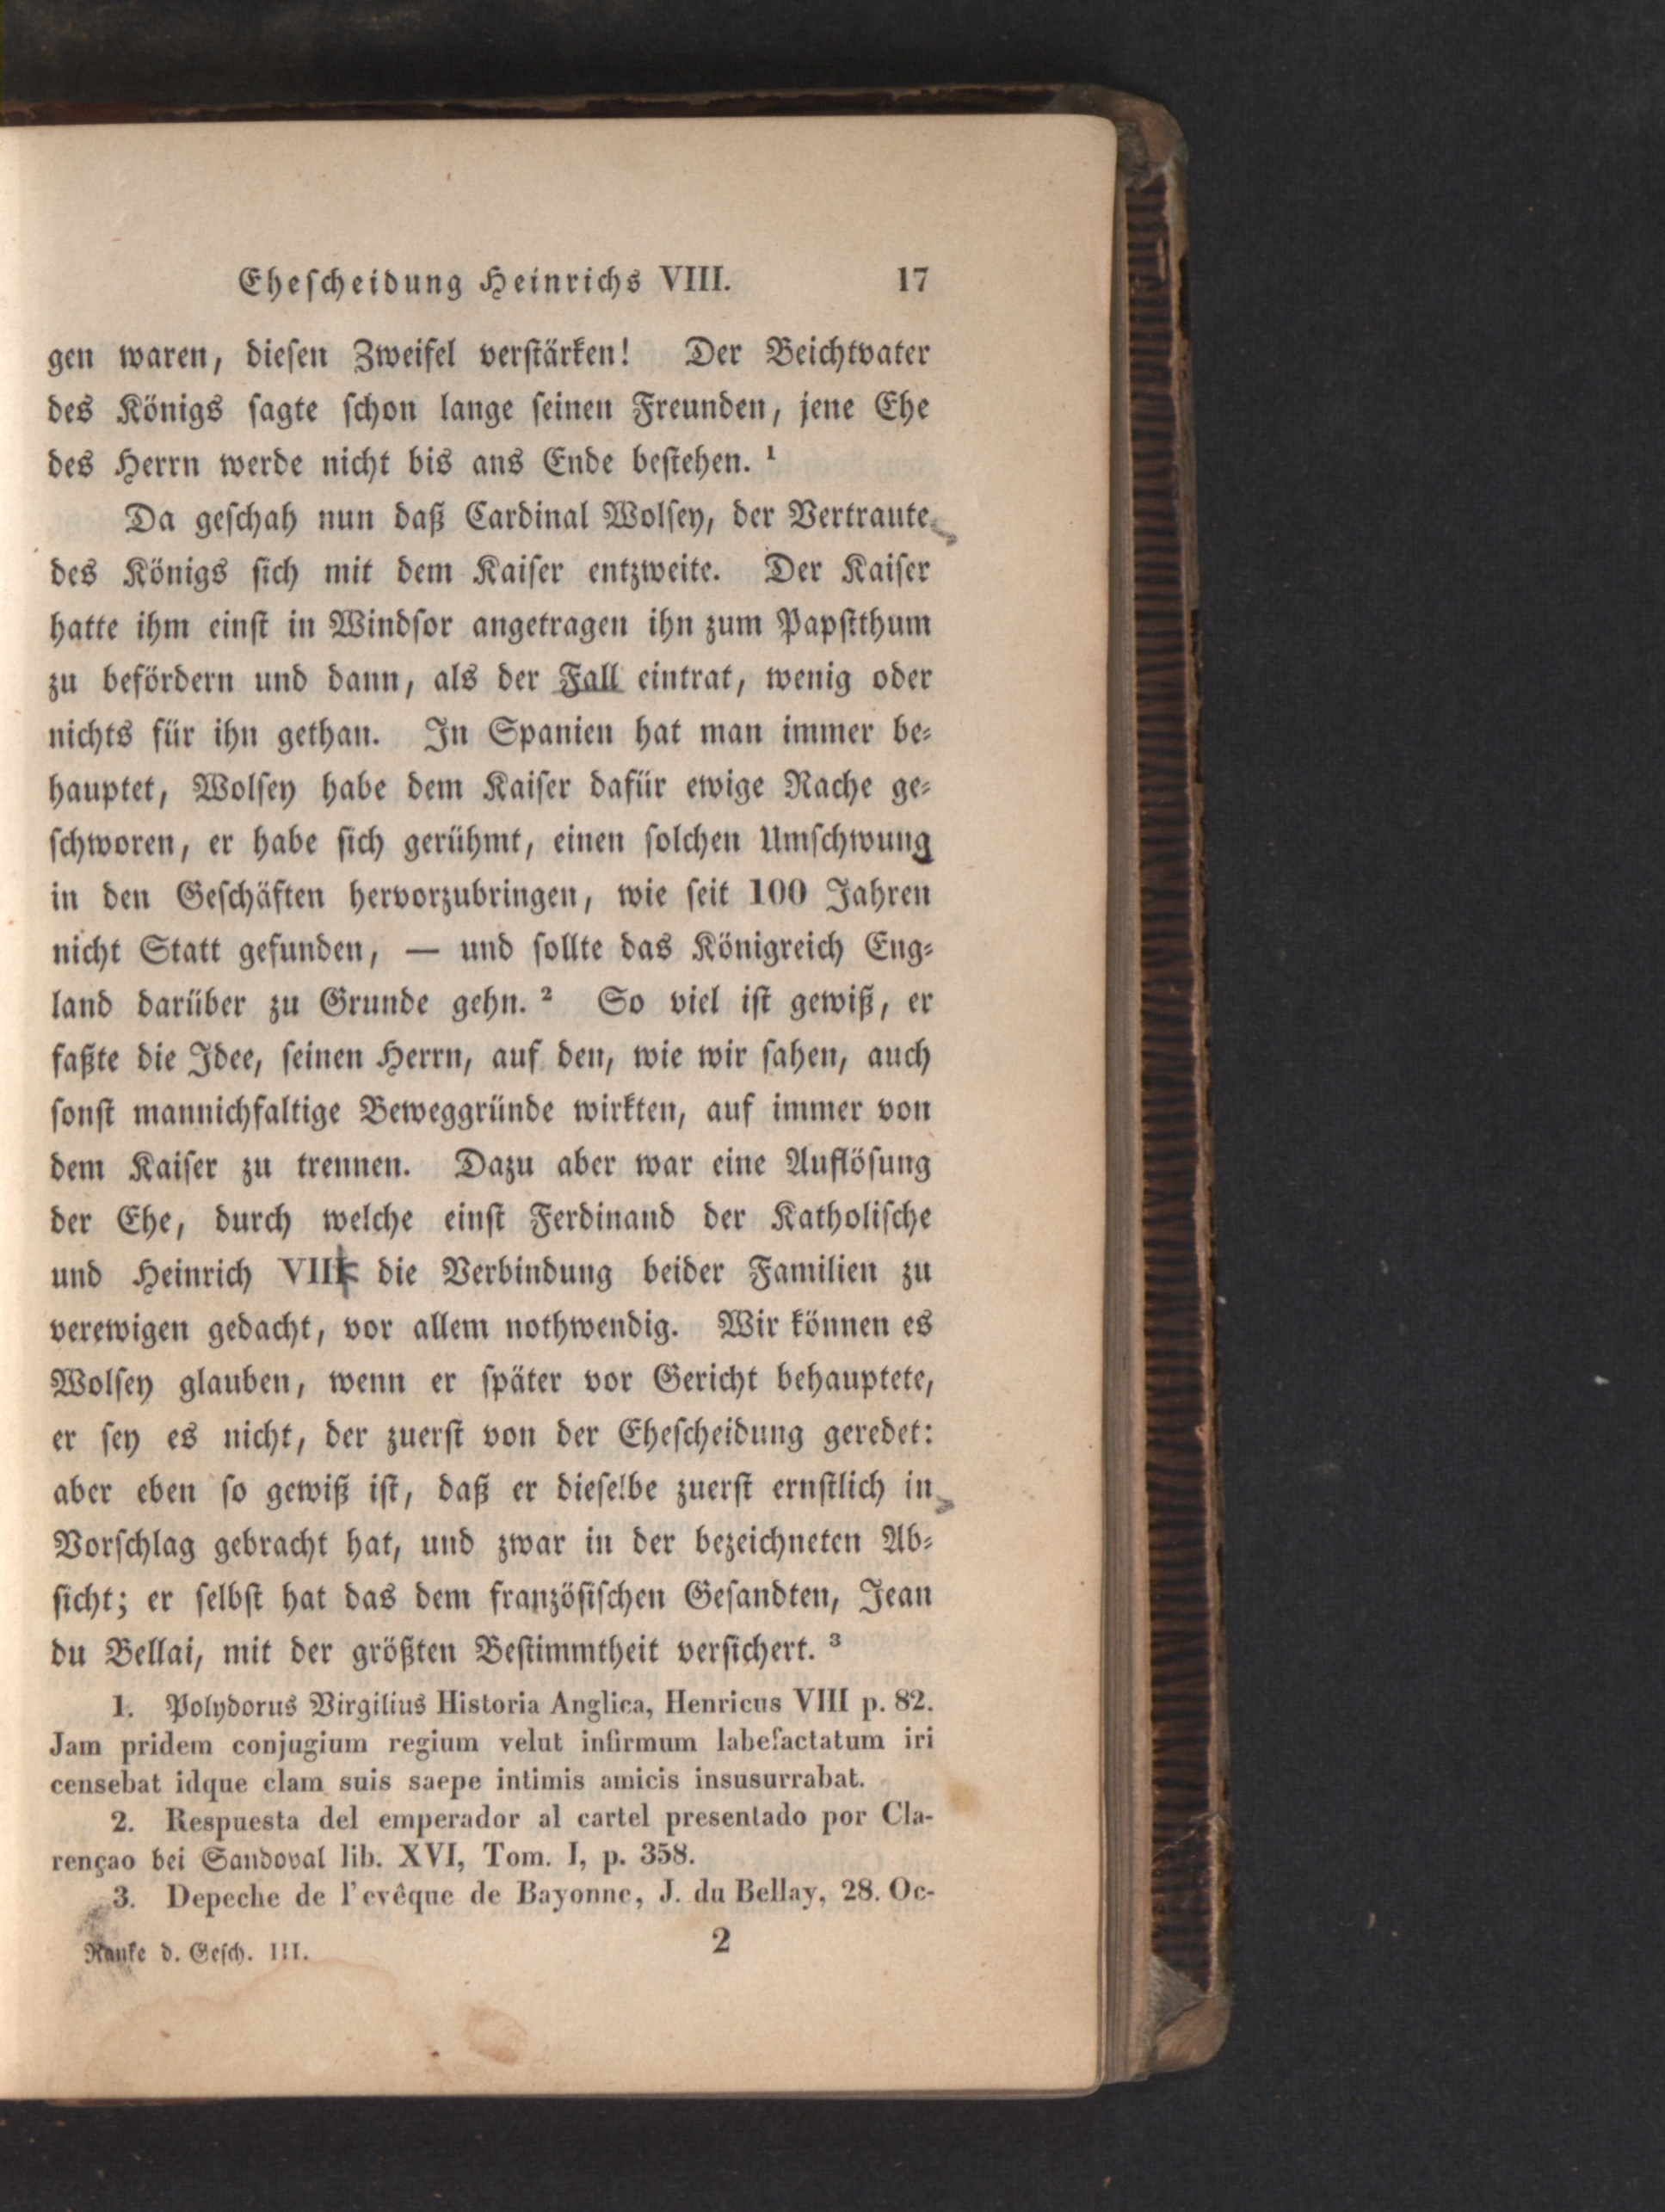 Ehescheidung Heinrichs VIII. 17
gen waren, diesen Zweifel verstärken! Der Beichtvater
des Königs sagte schon lange seinen Freunden, jene Ehe
des Herrn werde nicht bis ans Ende bestehen. ¹
Da geschah nun daß Cardinal Wolsey, der Vertraute
des Königs sich mit dem Kaiser entzweite. Der Kaiser
hatte ihm einst in Windsor angetragen ihn zum Papstthum
zu befördern und dann, als der Fall eintrat, wenig oder
nichts für ihn gethan. In Spanien hat man immer be-
hauptet, Wolsey habe dem Kaiser dafür ewige Rache ge-
schworen, er habe sich gerühmt, einen solchen Umschwung
in den Geschäften hervorzubringen, wie seit 100 Jahren
nicht Statt gefunden, — und sollte das Königreich Eng-
land darüber zu Grunde gehn. ² So viel ist gewiß, er
faßte die Idee, seinen Herrn, auf den, wie wir sahen, auch
sonst mannichfaltige Beweggründe wirkten, auf immer von
dem Kaiser zu trennen. Dazu aber war eine Auflösung
der Ehe, durch welche einst Ferdinand der Katholische
und Heinrich VIII die Verbindung beider Familien zu
verewigen gedacht, vor allem nothwendig. Wir können es
Wolsey glauben, wenn er später vor Gericht behauptete,
er sey es nicht, der zuerst von der Ehescheidung geredet:
aber eben so gewiß ist, daß er dieselbe zuerst ernstlich in
Vorschlag gebracht hat, und zwar in der bezeichneten Ab-
sicht; er selbst hat das dem französischen Gesandten, Jean
du Bellai, mit der größten Bestimmtheit versichert. ³
1. Polydorus Virgilius Historia Anglica, Henricus VIII p. 82.
Jam pridem conjugium regium velut infirmum labefactatum iri
censebat idque clam suis saepe intimis amicis insusurrabat.
2. Respuesta del emperador al cartel presentado por Cla-
rençao bei Sandoval lib. XVI, Tom. I, p. 358.
3. Depeche de l'evêque de Bayonne, J. du Bellay, 28. Oc-
Ranke d. Gesch. III. 2